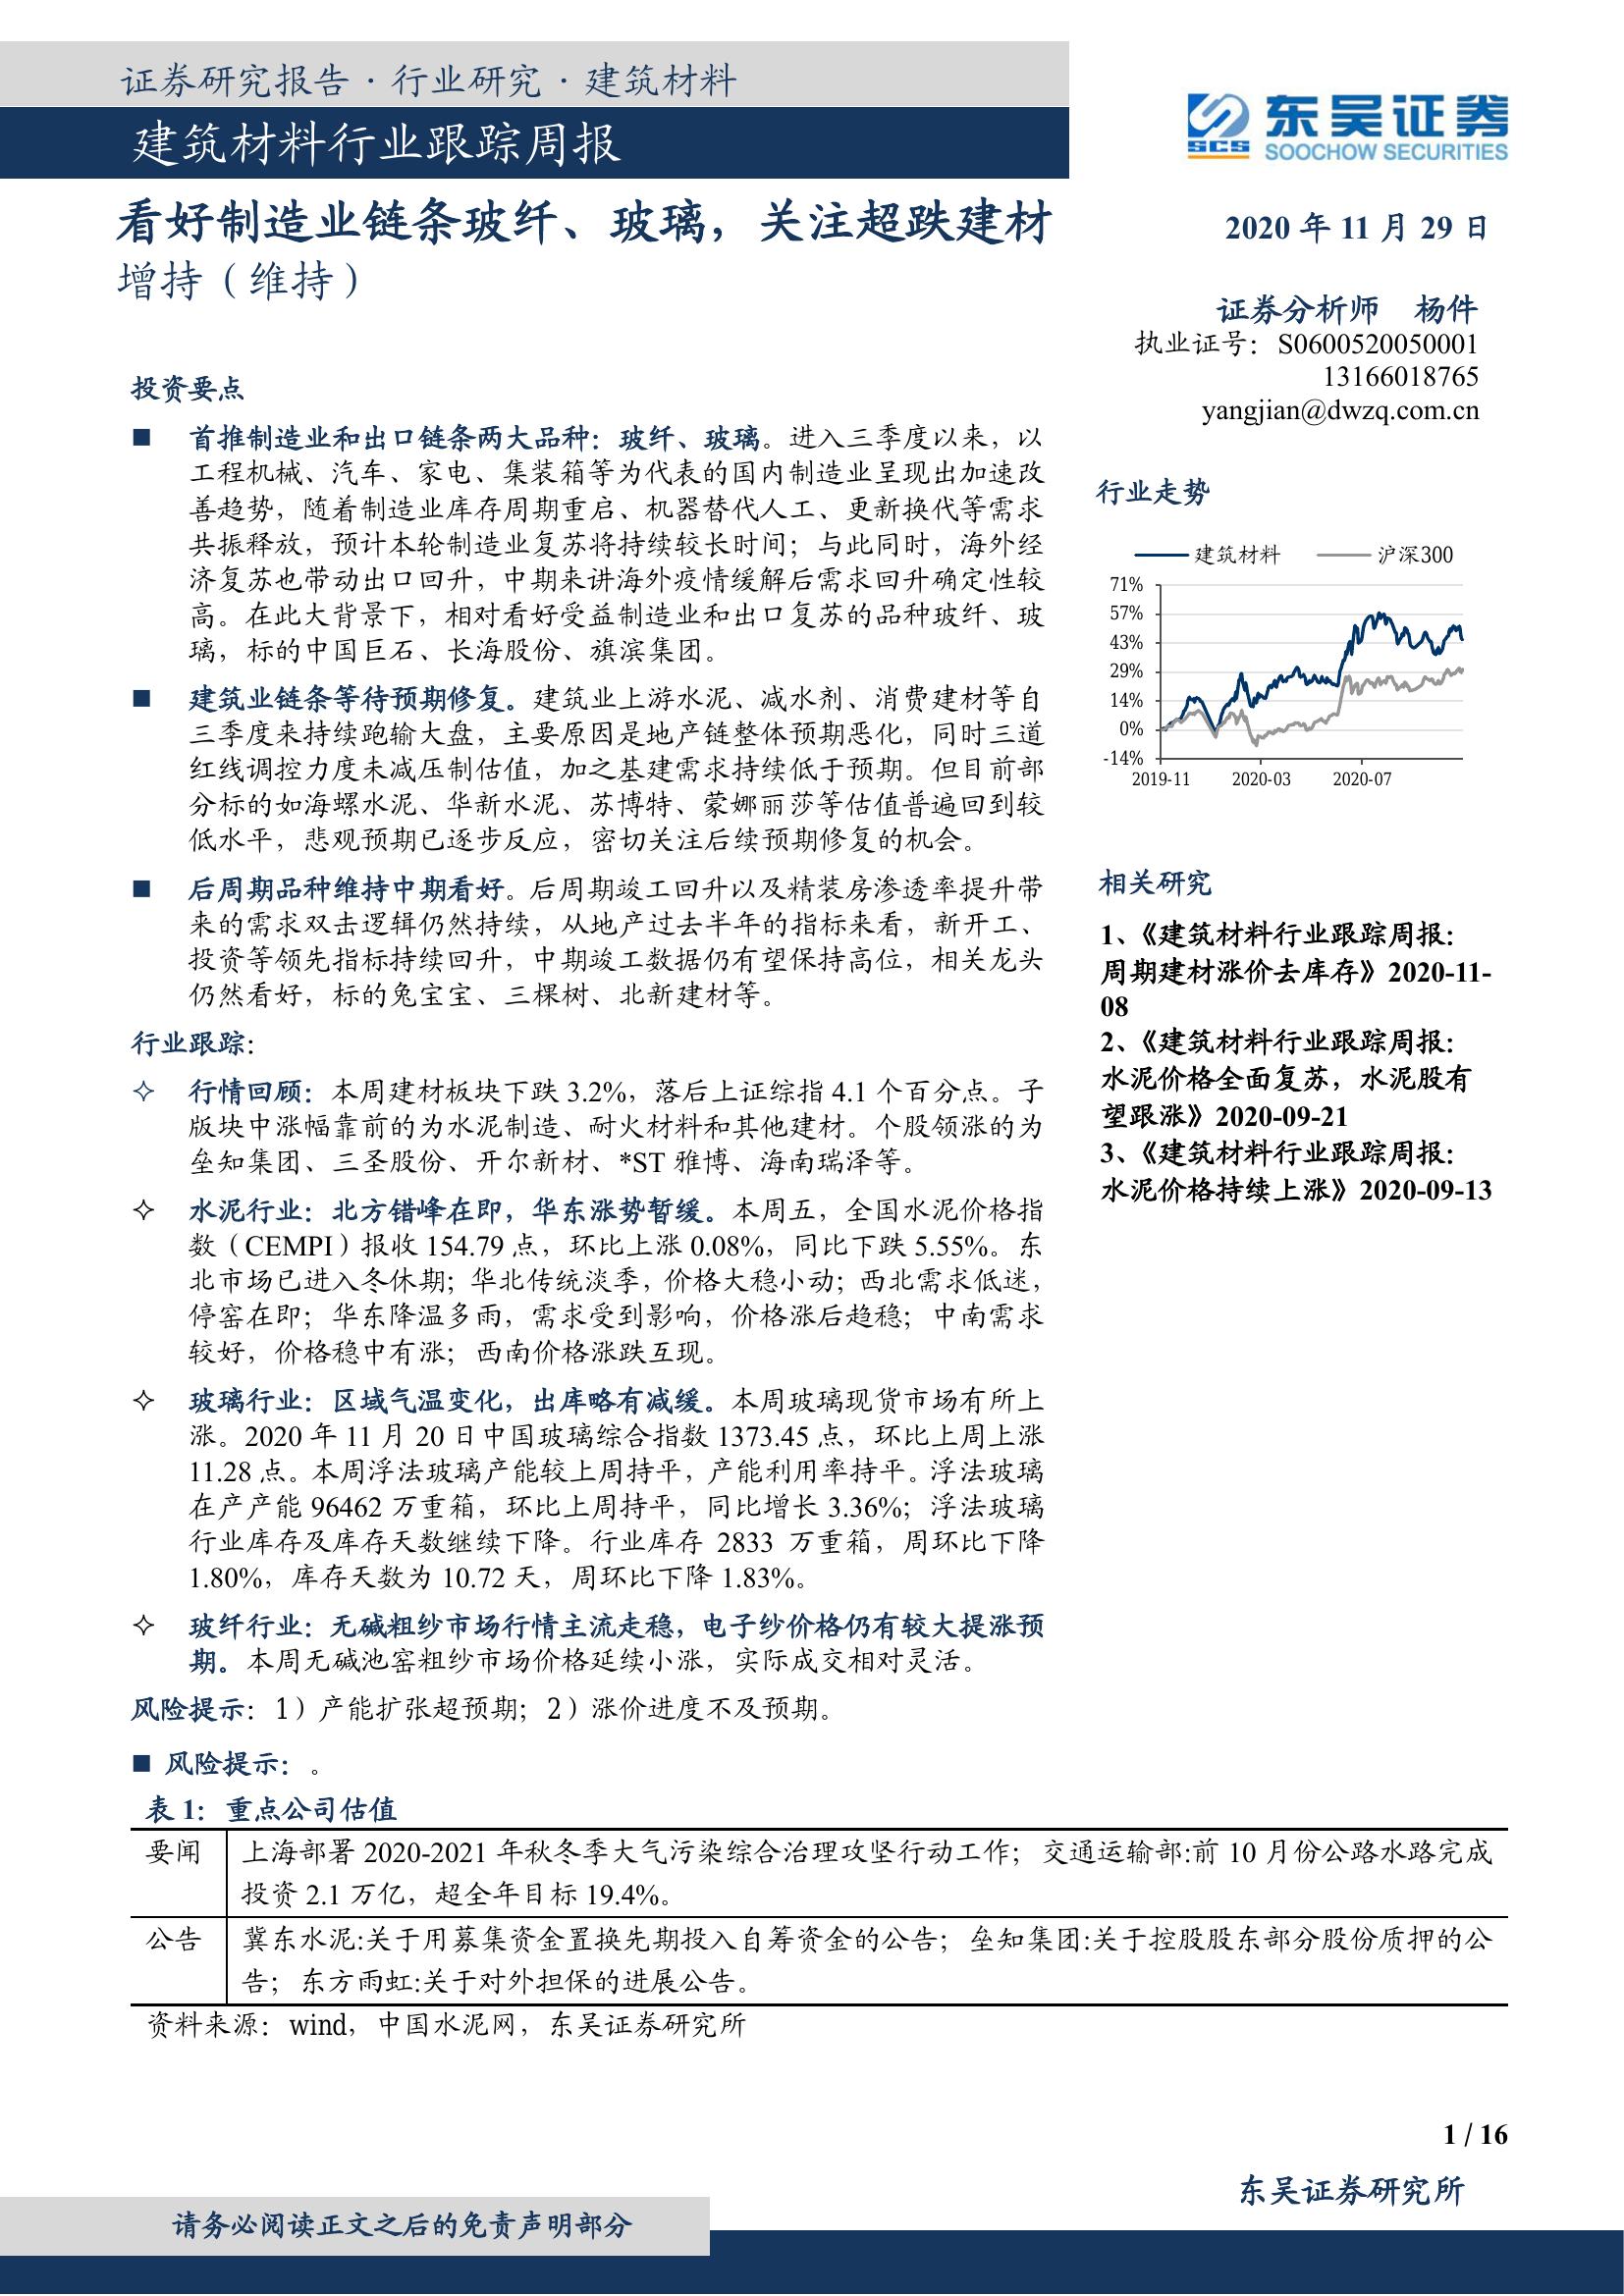 证券研究报告·行业研究·建筑材料
建筑材料行业跟踪周报
东吴证券
SCS
SOOCHOW SECURITIES
看好制造业链条玻纤、玻璃，关注超跌建材
增持（维持）
2020 年 11 月 29 日
证券分析师 杨件
执业证号：S0600520050001
13166018765
yangjian@dwzq.com.cn
投资要点
■ 首推制造业和出口链条两大品种：玻纤、玻璃。进入三季度以来，以
工程机械、汽车、家电、集装箱等为代表的国内制造业呈现出加速改
善趋势，随着制造业库存周期重启、机器替代人工、更新换代等需求
共振释放，预计本轮制造业复苏将持续较长时间；与此同时，海外经
济复苏也带动出口回升，中期来讲海外疫情缓解后需求回升确定性较
高。在此大背景下，相对看好受益制造业和出口复苏的品种玻纤、玻
璃，标的中国巨石、长海股份、旗滨集团。
■ 建筑业链条等待预期修复。建筑业上游水泥、减水剂、消费建材等自
三季度来持续跑输大盘，主要原因是地产链整体预期恶化，同时三道
红线调控力度未减压制估值，加之基建需求持续低于预期。但目前部
分标的如海螺水泥、华新水泥、苏博特、蒙娜丽莎等估值普遍回到较
低水平，悲观预期已逐步反应，密切关注后续预期修复的机会。
■ 后周期品种维持中期看好。后周期竣工回升以及精装房渗透率提升带
来的需求双击逻辑仍然持续，从地产过去半年的指标来看，新开工、
投资等领先指标持续回升，中期竣工数据仍有望保持高位，相关龙头
仍然看好，标的兔宝宝、三棵树、北新建材等。
行业跟踪：
✧ 行情回顾：本周建材板块下跌 3.2%，落后上证综指 4.1 个百分点。子
版块中涨幅靠前的为水泥制造、耐火材料和其他建材。个股领涨的为
垒知集团、三圣股份、开尔新材、*ST 雅博、海南瑞泽等。
✧ 水泥行业：北方错峰在即，华东涨势暂缓。本周五，全国水泥价格指
数（CEMPI）报收 154.79 点，环比上涨 0.08%，同比下跌 5.55%。东
北市场已进入冬休期；华北传统淡季，价格大稳小动；西北需求低迷，
停窑在即；华东降温多雨，需求受到影响，价格涨后趋稳；中南需求
较好，价格稳中有涨；西南价格涨跌互现。
✧ 玻璃行业：区域气温变化，出库略有减缓。本周玻璃现货市场有所上
涨。2020 年 11 月 20 日中国玻璃综合指数 1373.45 点，环比上周上涨
11.28 点。本周浮法玻璃产能较上周持平，产能利用率持平。浮法玻璃
在产产能 96462 万重箱，环比上周持平，同比增长 3.36%；浮法玻璃
行业库存及库存天数继续下降。行业库存 2833 万重箱，周环比下降
1.80%，库存天数为 10.72 天，周环比下降 1.83%。
✧ 玻纤行业：无碱粗纱市场行情主流走稳，电子纱价格仍有较大提涨预
期。本周无碱池窑粗纱市场价格延续小涨，实际成交相对灵活。
风险提示：1）产能扩张超预期；2）涨价进度不及预期。
■ 风险提示：。
行业走势
建筑材料 沪深300
71%
57%
43%
29%
14%
0%
-14%
2019-11 2020-03 2020-07
相关研究
1、《建筑材料行业跟踪周报：
周期建材涨价去库存》2020-11-
08
2、《建筑材料行业跟踪周报：
水泥价格全面复苏，水泥股有
望跟涨》2020-09-21
3、《建筑材料行业跟踪周报：
水泥价格持续上涨》2020-09-13
表 1：重点公司估值
要闻 上海部署 2020-2021 年秋冬季大气污染综合治理攻坚行动工作；交通运输部:前 10 月份公路水路完成
投资 2.1 万亿，超全年目标 19.4%。
公告 冀东水泥:关于用募集资金置换先期投入自筹资金的公告；垒知集团:关于控股股东部分股份质押的公
告；东方雨虹:关于对外担保的进展公告。
资料来源：wind，中国水泥网，东吴证券研究所
1 / 16
东吴证券研究所
请务必阅读正文之后的免责声明部分